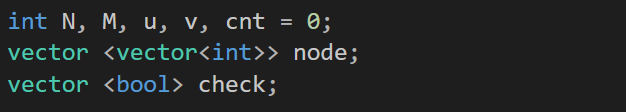 int N, M, u, v, cnt = 0;
vector <vector<int>> node;
vector <bool> check;